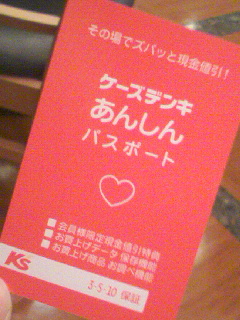 その場でズバッと現金値引!
ケーズデンキ
あんしん
パスポート
■会員様限定現金値引特典
■お買上げデータ 保存機能
■お買上げ商品 お調べ機能
KS
3・5・10 保証